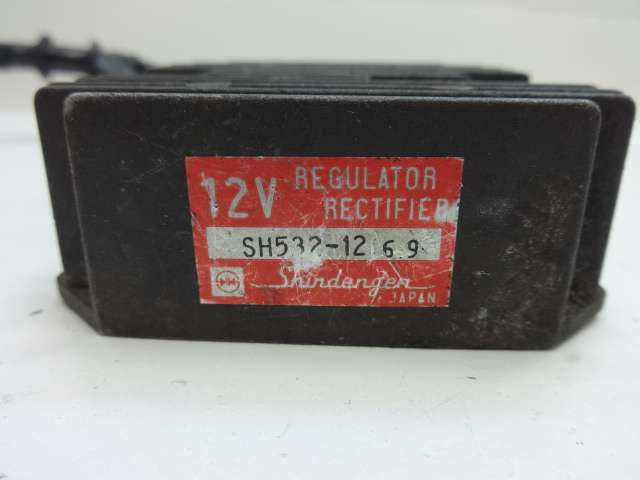 12V REGULATOR
RECTIFIER
SH532-12 6.9
Shindengen
JAPAN